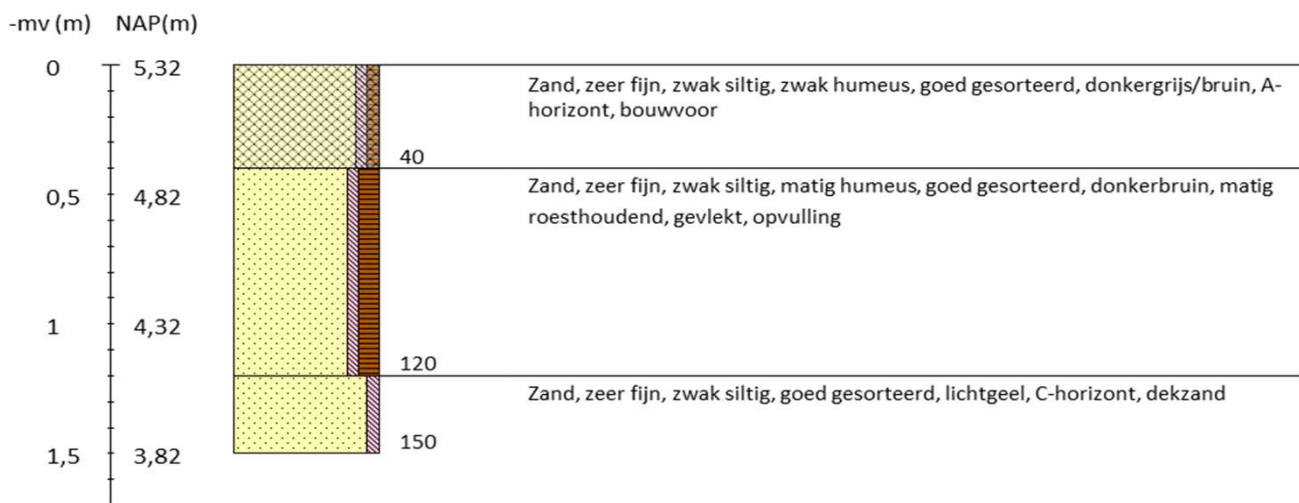 -mv (m) NAP(m)
0 5,32
Zand, zeer fijn, zwak siltig, zwak humeus, goed gesorteerd, donkergrijs/bruin, A-
horizont, bouwvoor
40
0,5 4,82
Zand, zeer fijn, zwak siltig, matig humeus, goed gesorteerd, donkerbruin, matig
roesthoudend, gevlekt, opvulling
1 4,32
120
Zand, zeer fijn, zwak siltig, goed gesorteerd, lichtgeel, C-horizont, dekzand
150
1,5 3,82